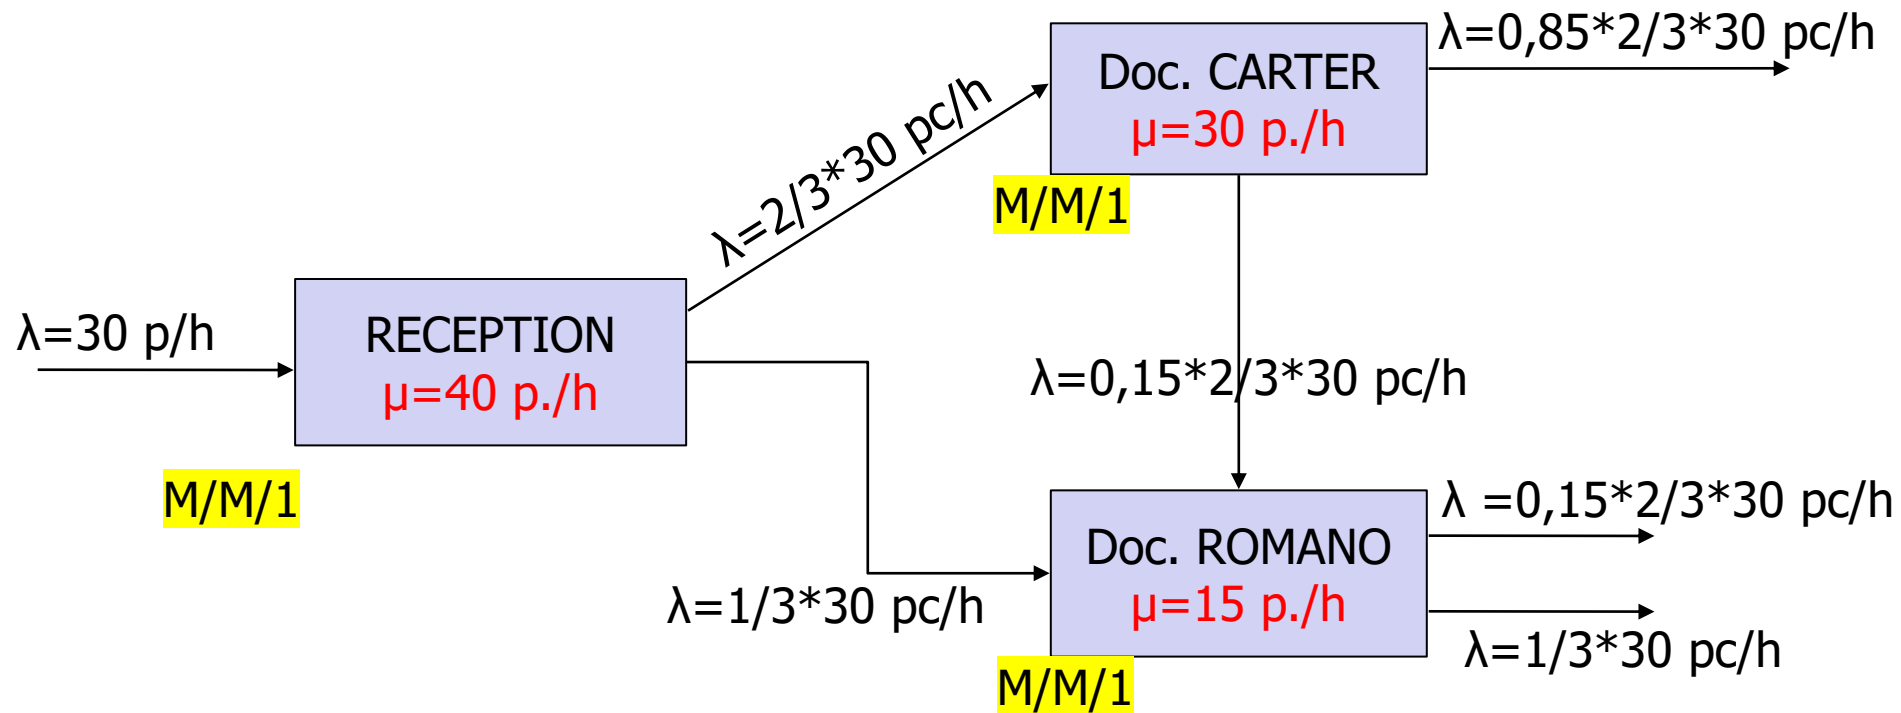 λ=0,85*2/3*30 pc/h
Doc. CARTER
μ=30 p./h
λ=2/3*30 pc/h
M/M/1
λ=30 p/h
RECEPTION
μ=40 p./h
λ=0,15*2/3*30 pc/h
M/M/1
λ =0,15*2/3*30 pc/h
Doc. ROMANO
μ=15 p./h
λ=1/3*30 pc/h
λ=1/3*30 pc/h
M/M/1